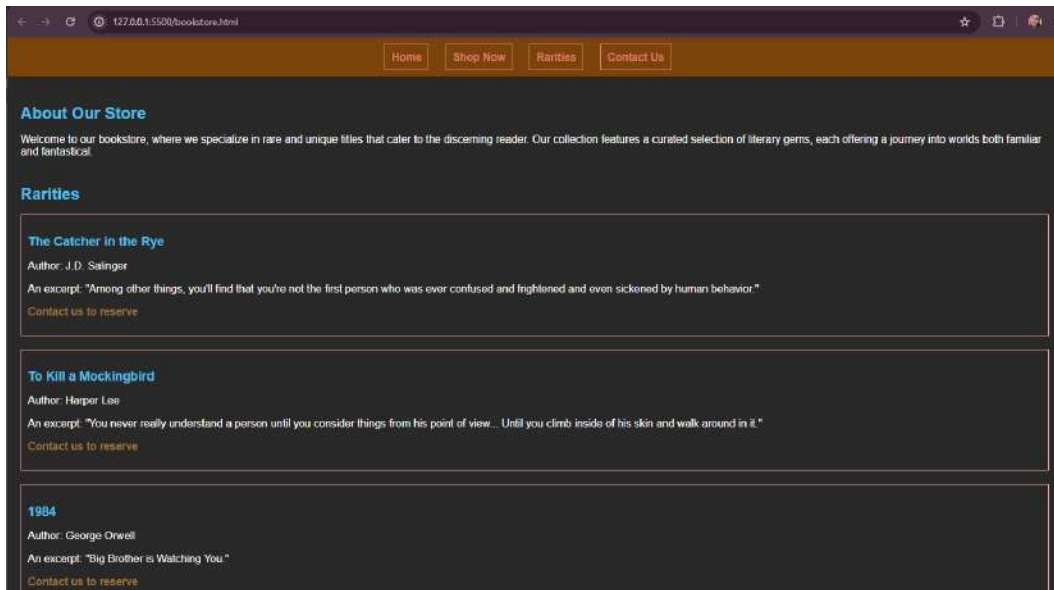 127.0.0.1:5500/bookstore.html
Home Shop Now Rarities Contact Us
About Our Store
Welcome to our bookstore, where we specialize in rare and unique titles that cater to the discerning reader. Our collection features a curated selection of literary gems, each offering a journey into worlds both familiar
and fantastical.
Rarities
The Catcher in the Rye
Author: J.D. Salinger
An excerpt: "Among other things, you'll find that you're not the first person who was ever confused and frightened and even sickened by human behavior."
Contact us to reserve
To Kill a Mockingbird
Author: Harper Lee
An excerpt: "You never really understand a person until you consider things from his point of view... Until you climb inside of his skin and walk around in it."
Contact us to reserve
1984
Author: George Orwell
An excerpt: "Big Brother is Watching You."
Contact us to reserve